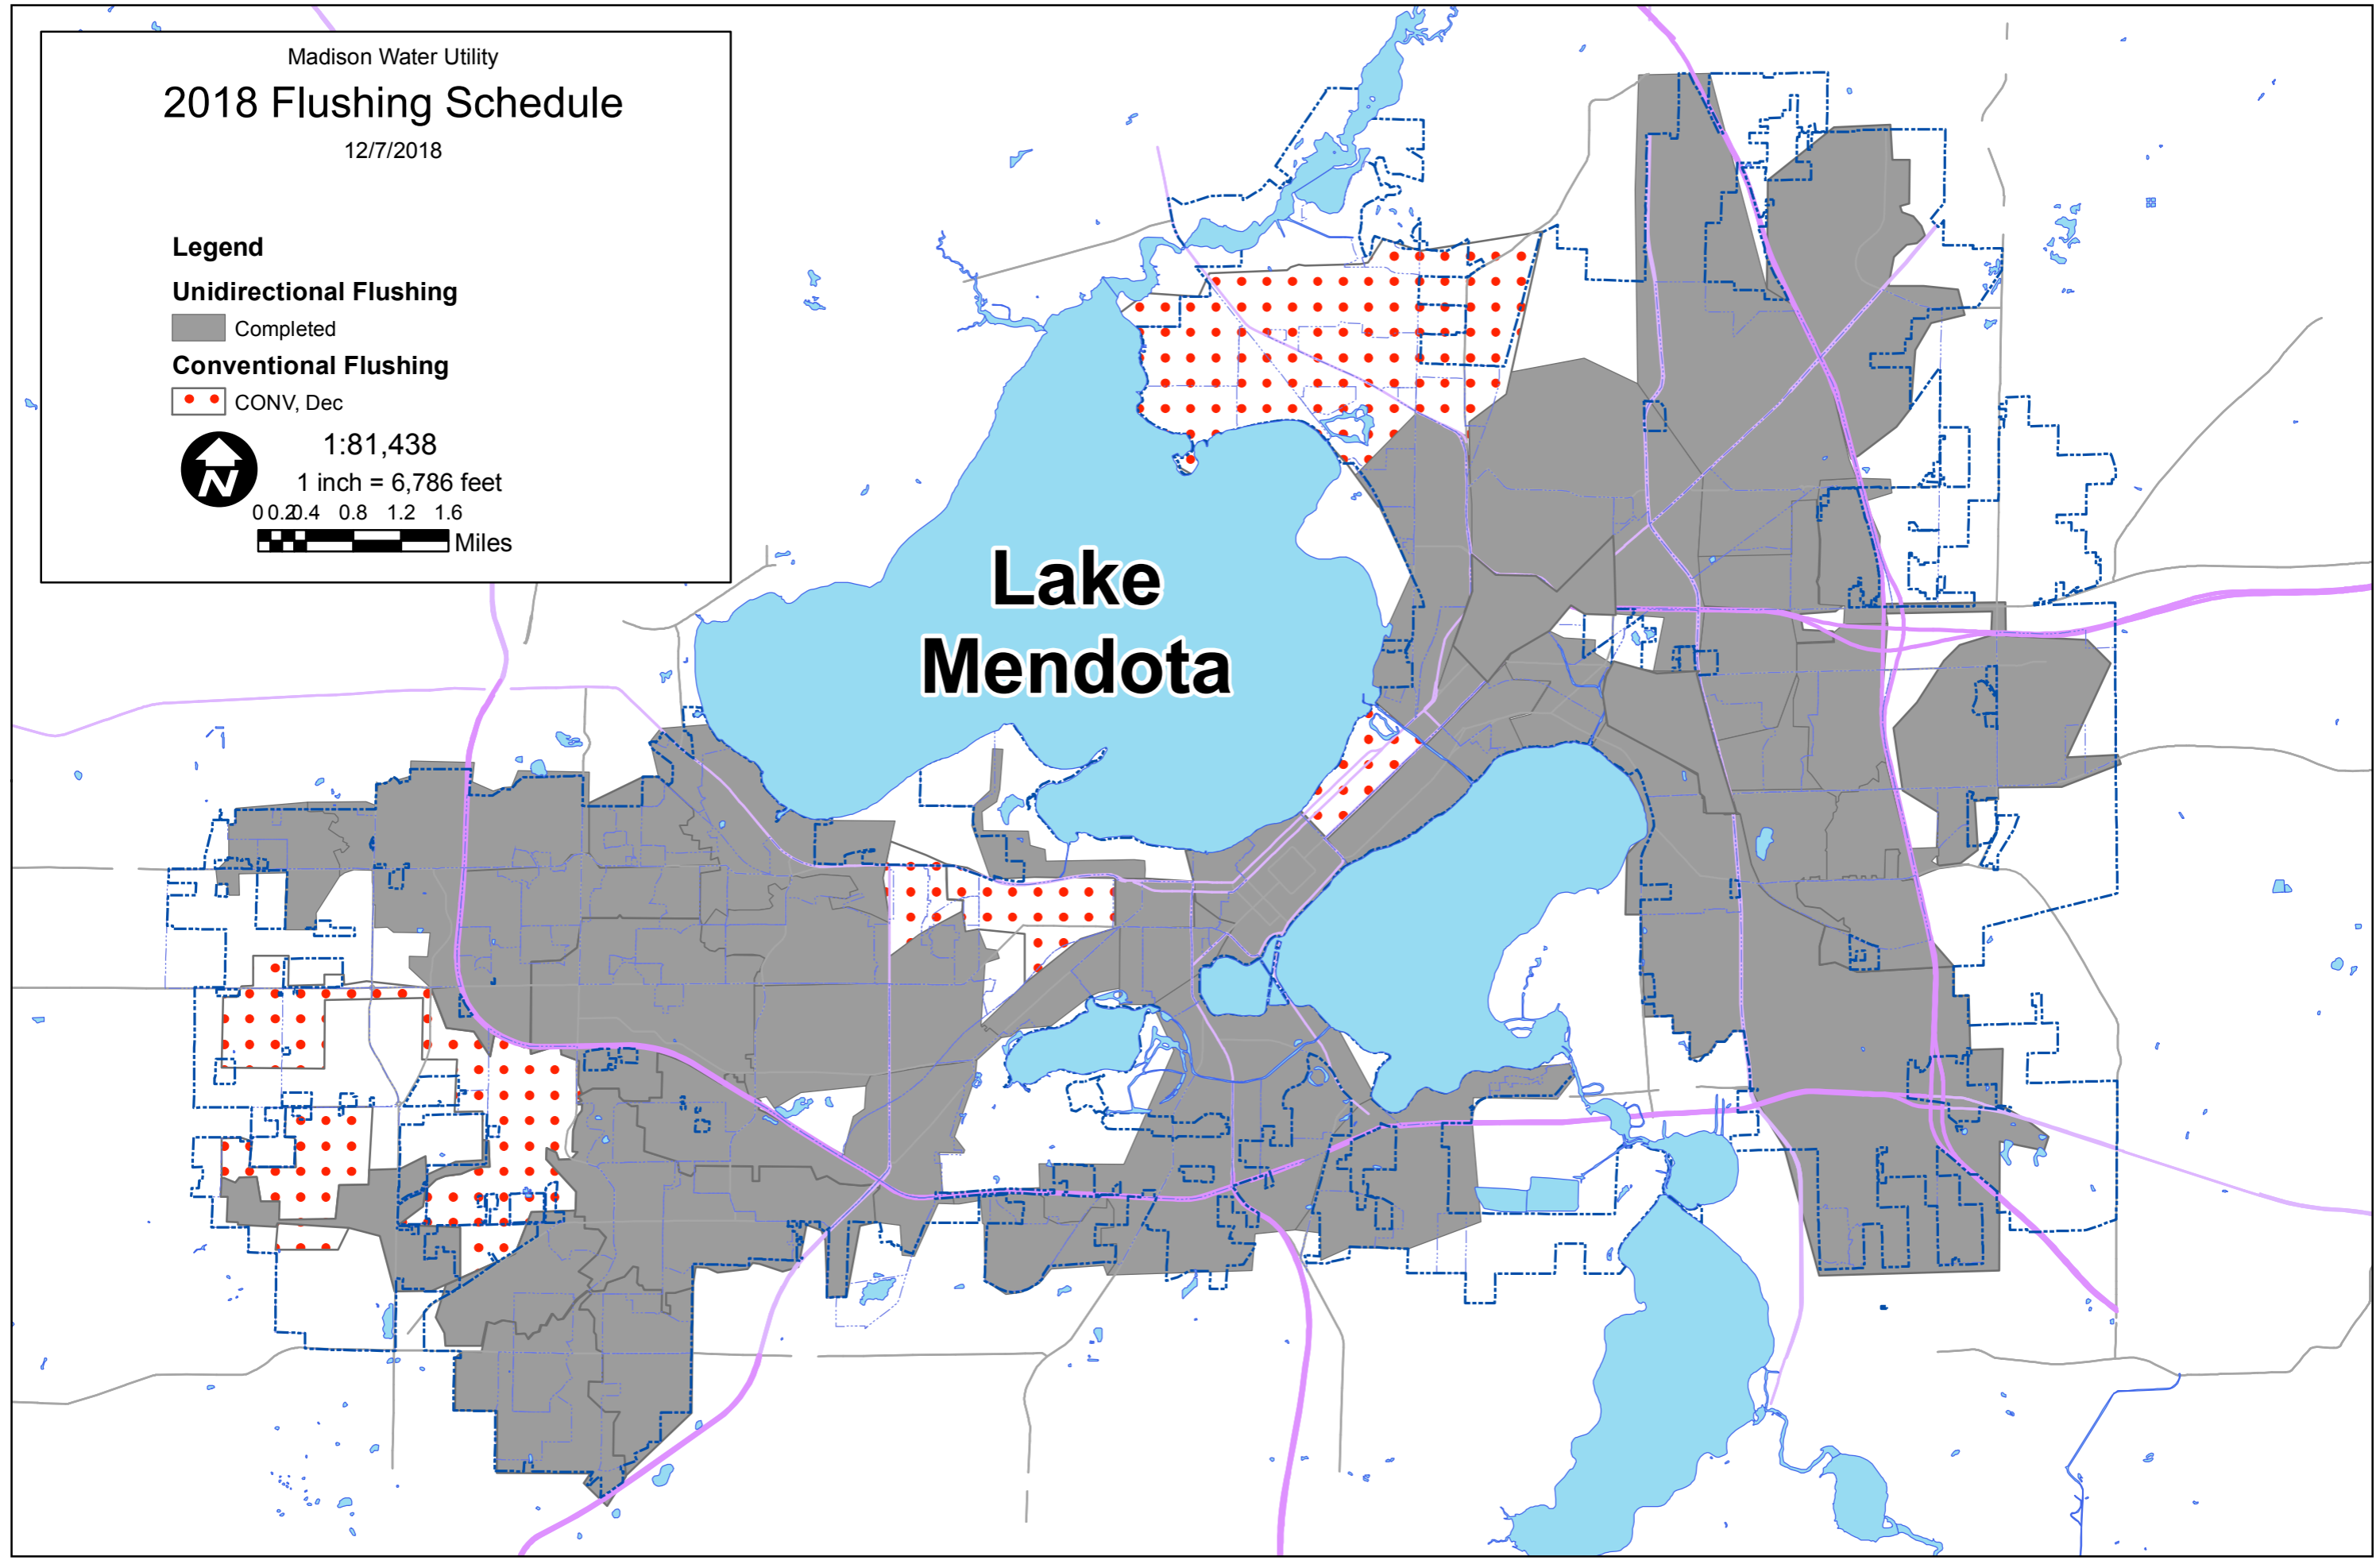 Madison Water Utility
2018 Flushing Schedule
12/7/2018
Legend
Unidirectional Flushing
Completed
Conventional Flushing
CONV, Dec
N
1:81,438
1 inch = 6,786 feet
0 0.2 0.4 0.8 1.2 1.6
Miles
Lake
Mendota